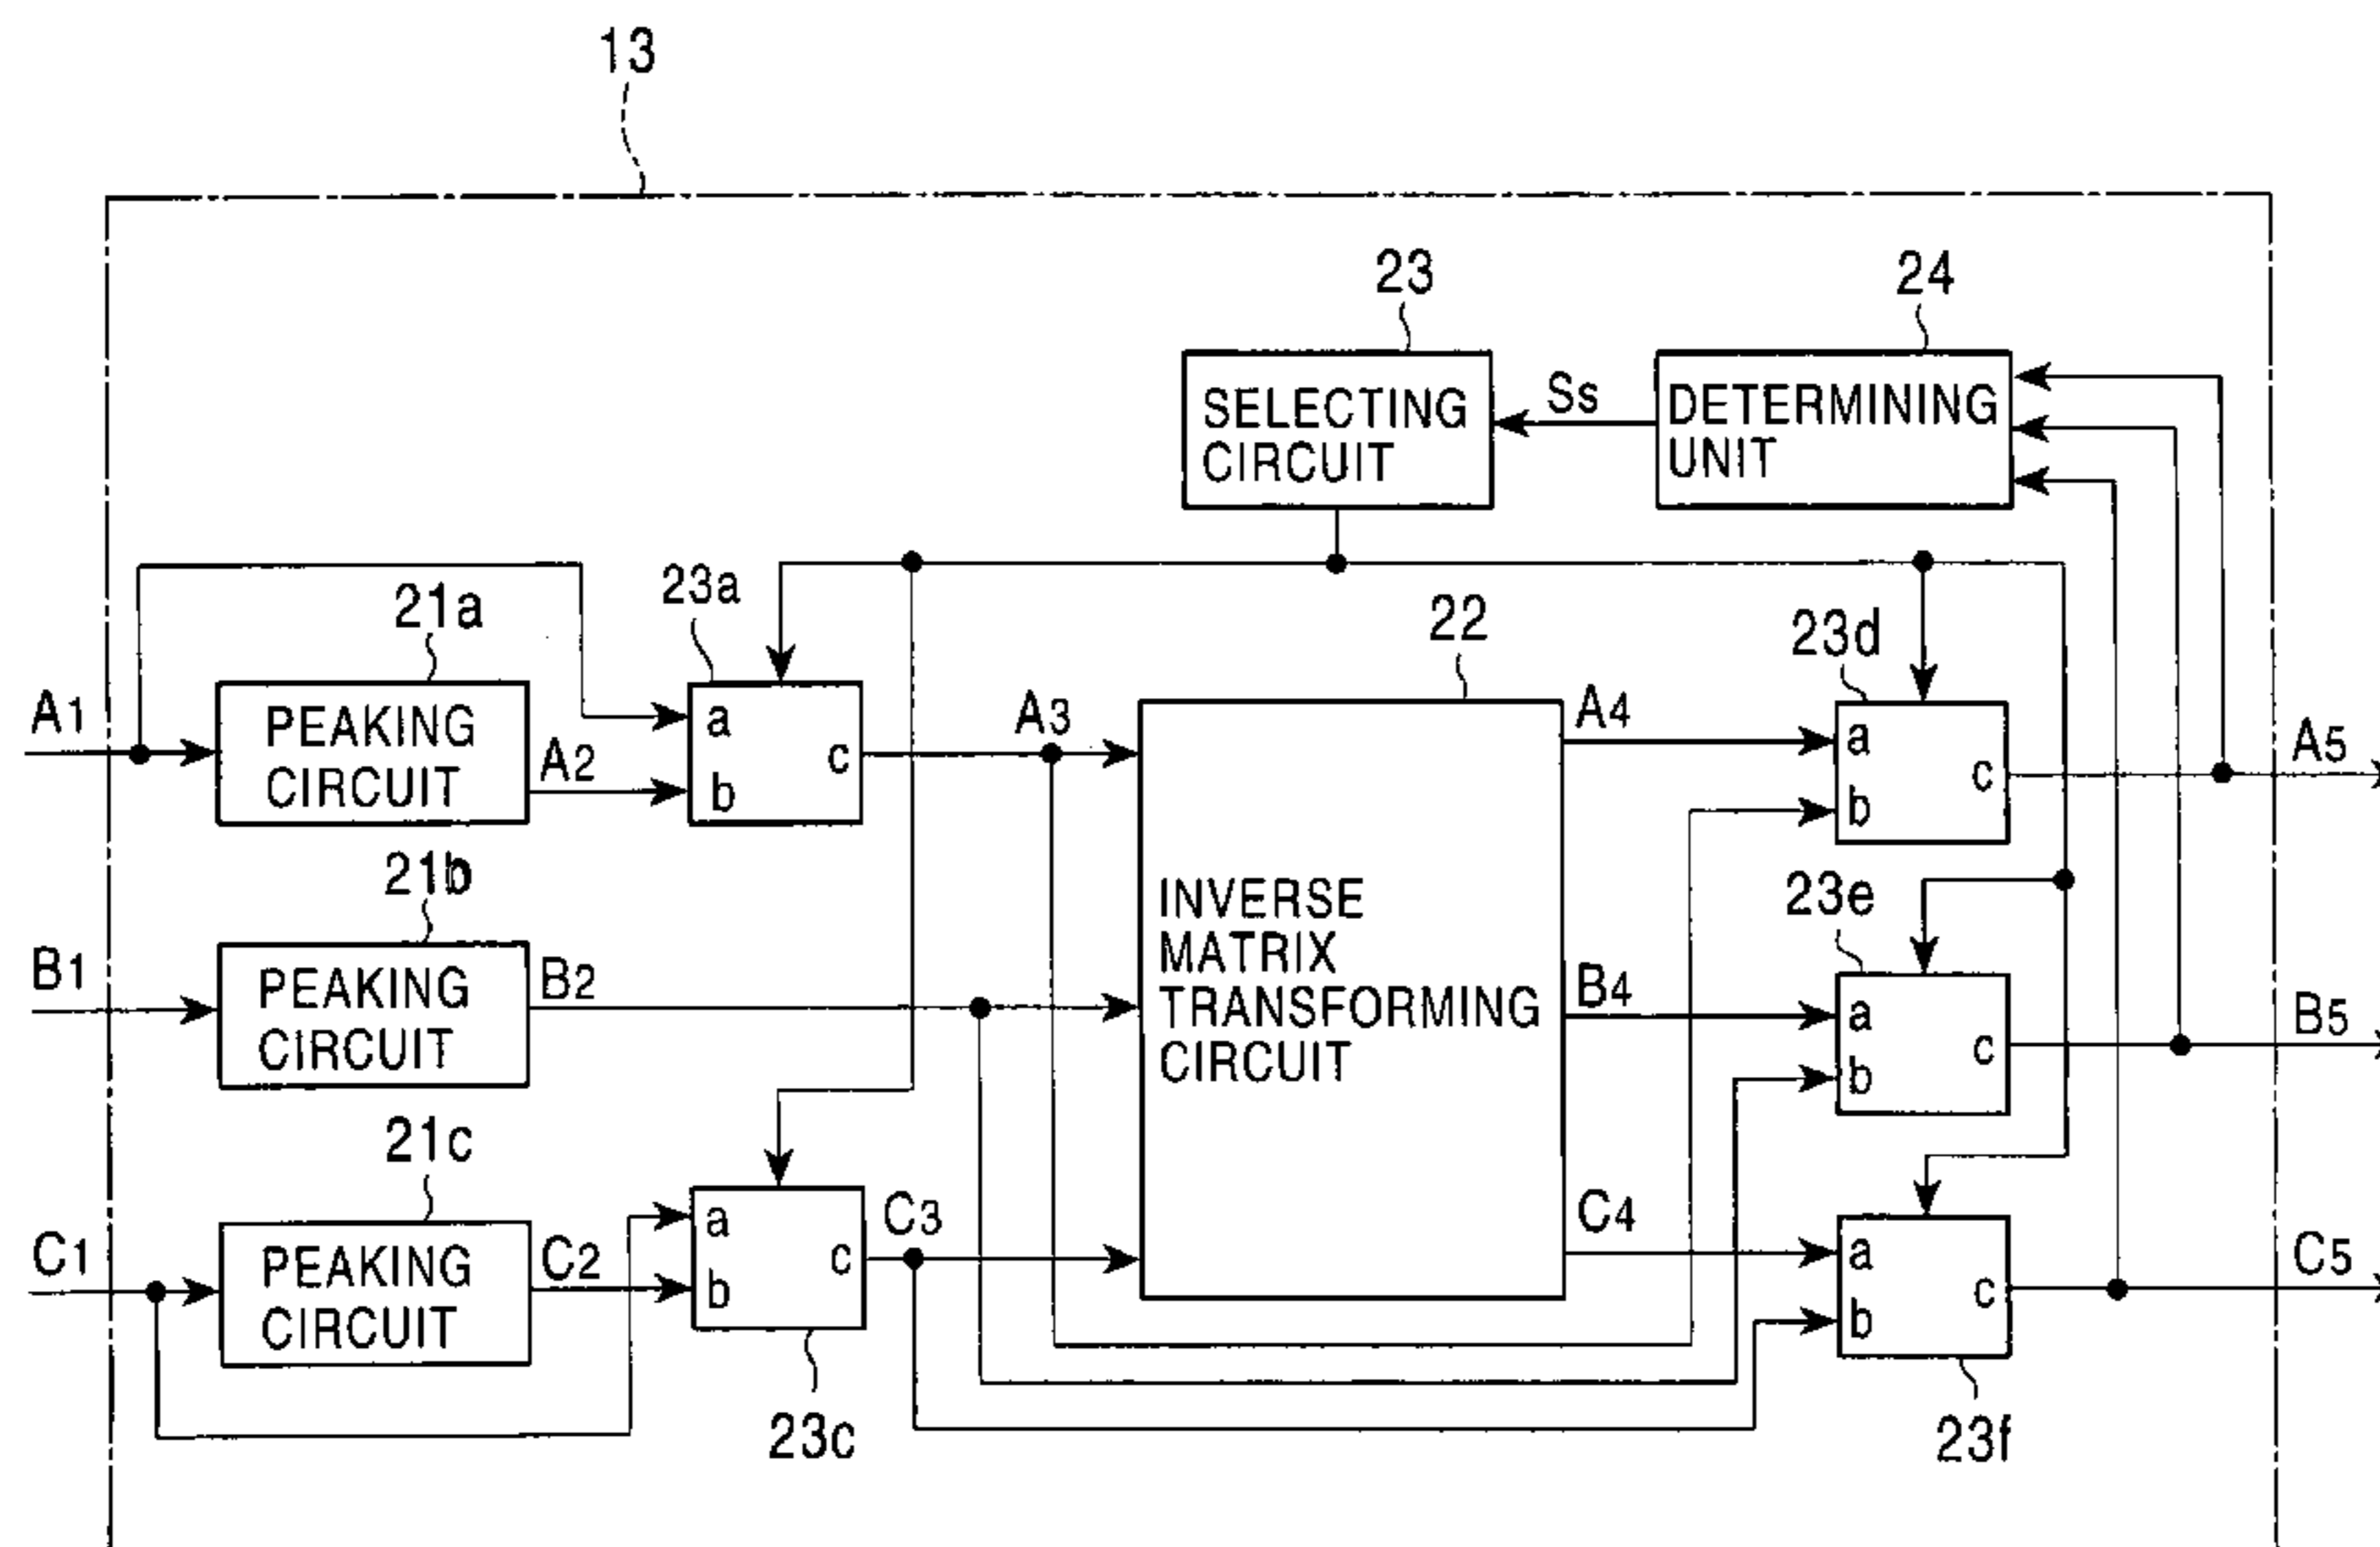 13
23
24
SELECTING
CIRCUIT
Ss
DETERMINING
UNIT
21a
23a
22
23d
A1
PEAKING
CIRCUIT
A2
a
b
c
A3
A4
a
b
c
A5
21b
23e
B1
PEAKING
CIRCUIT
B2
INVERSE
MATRIX
TRANSFORMING
CIRCUIT
B4
a
b
c
B5
21c
C1
PEAKING
CIRCUIT
C2
a
b
c
C3
C4
a
b
c
C5
23c
23f